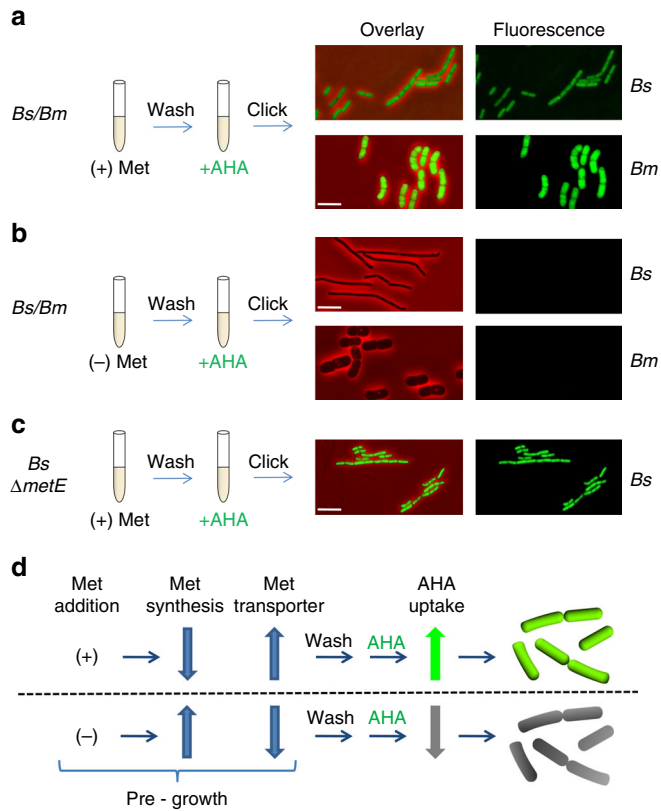 a
Overlay Fluorescence
Bs/Bm Wash Click Bs
(+) Met +AHA Bm
b
Bs/Bm Wash Click Bs
(–) Met +AHA Bm
c
Bs
ΔmetE Wash Click Bs
(+) Met +AHA
d
Met Met Met AHA
addition synthesis transporter uptake
(+) Wash AHA
(–) Wash AHA
Pre - growth